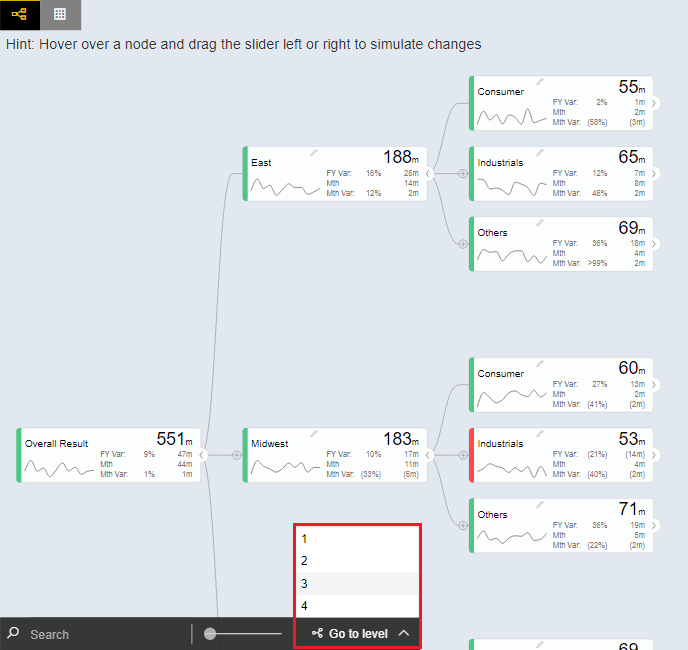 Hint: Hover over a node and drag the slider left or right to simulate changes
Consumer 55m
FY Var: 2% 1m
Mth 2m
Mth Var: (58%) (3m)
East 188m
FY Var: 16% 26m
Mth 14m
Mth Var: 12% 2m
Industrials 65m
FY Var: 12% 7m
Mth 8m
Mth Var: 46% 2m
Others 69m
FY Var: 36% 18m
Mth 4m
Mth Var: >99% 2m
Consumer 60m
FY Var: 27% 13m
Mth 2m
Mth Var: (41%) (2m)
Overall Result 551m
FY Var: 9% 47m
Mth 44m
Mth Var: 1% 1m
Midwest 183m
FY Var: 10% 17m
Mth 11m
Mth Var: (33%) (6m)
Industrials 53m
FY Var: (21%) (14m)
Mth 4m
Mth Var: (40%) (2m)
Others 71m
FY Var: 36% 19m
Mth 5m
Mth Var: (22%) (2m)
1
2
3
4
Search
Go to level